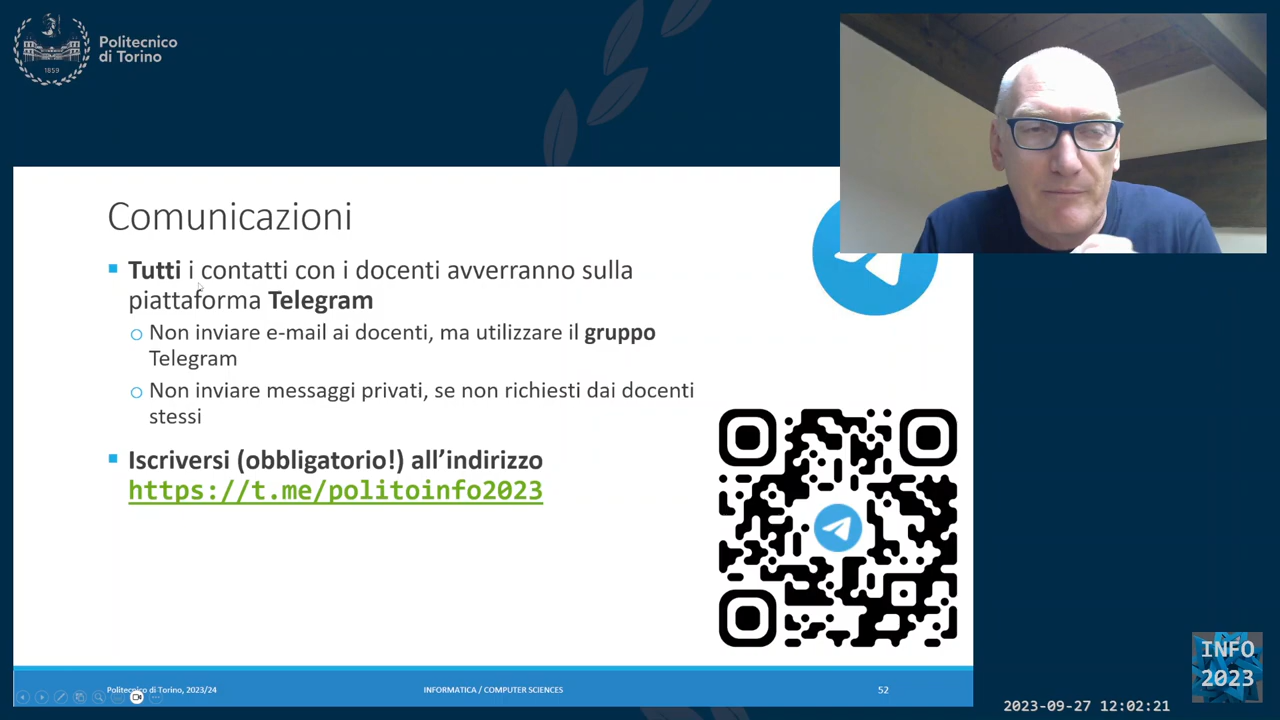 Politecnico
di Torino
1859
Comunicazioni
Tutti i contatti con i docenti avverranno sulla
piattaforma Telegram
Non inviare e-mail ai docenti, ma utilizzare il gruppo
Telegram
Non inviare messaggi privati, se non richiesti dai docenti
stessi
Iscriversi (obbligatorio!) all’indirizzo
https://t.me/politoinfo2023
Politecnico di Torino, 2023/24
INFORMATICA / COMPUTER SCIENCES
52
INFO
2023
2023-09-27 12:02:21